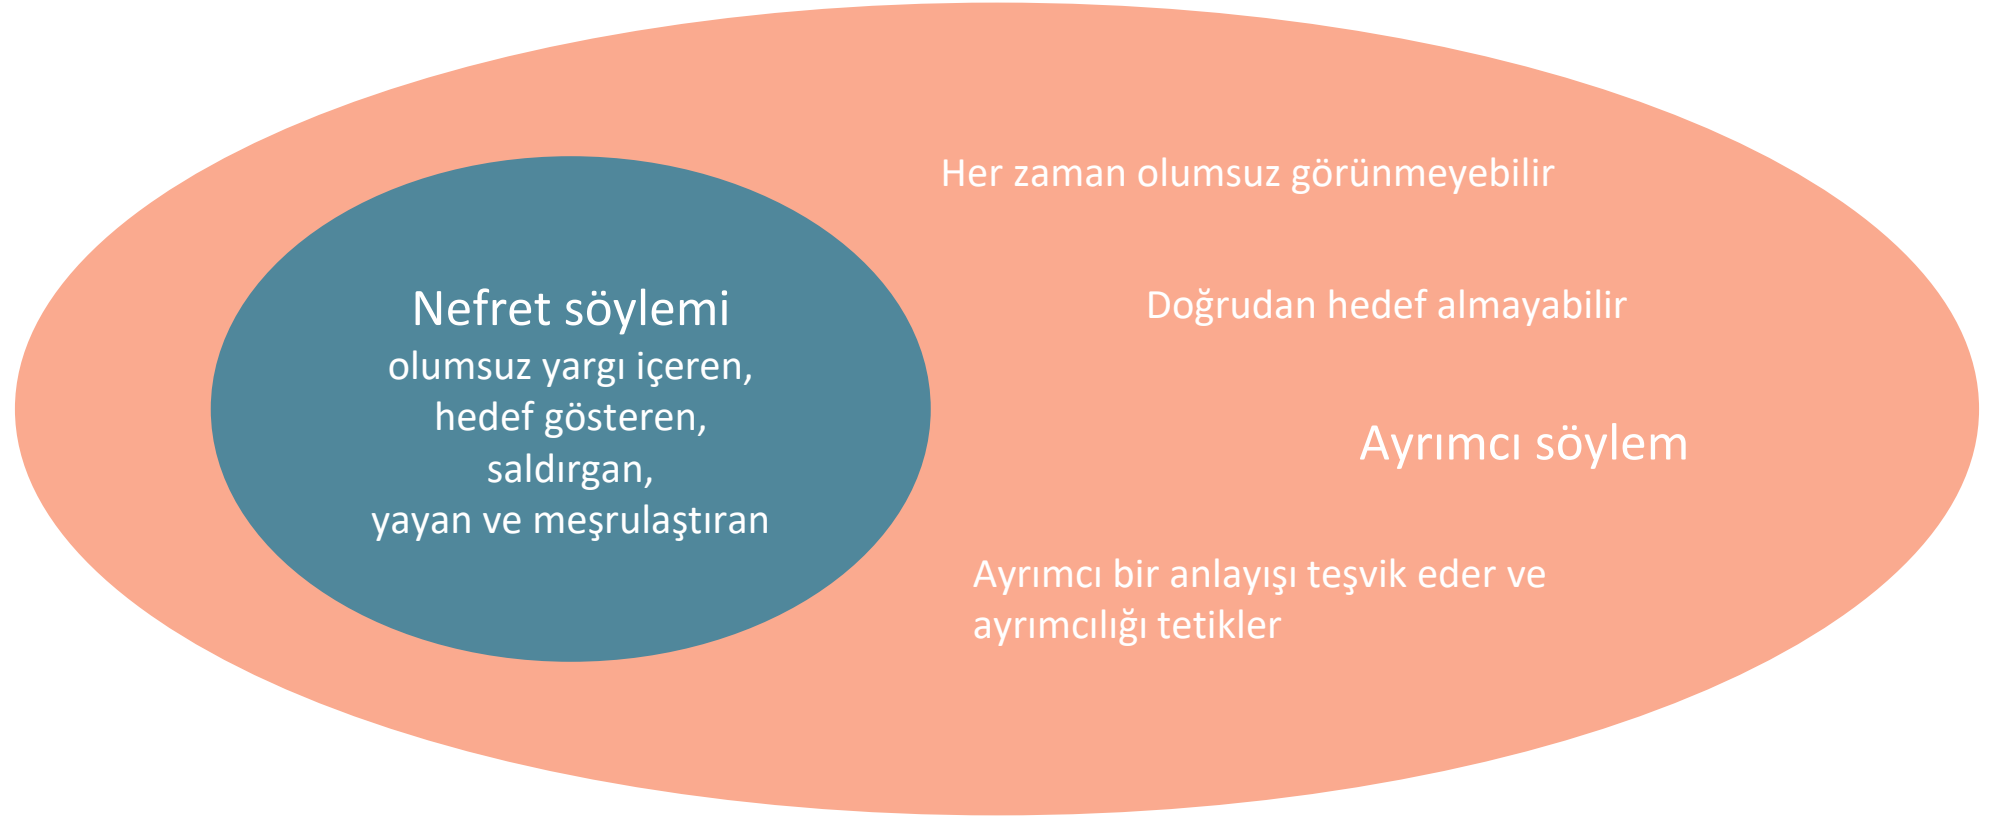 Nefret söylemi
olumsuz yargı içeren,
hedef gösteren,
saldırgan,
yayan ve meşrulaştıran
Her zaman olumsuz görünmeyebilir
Doğrudan hedef almayabilir
Ayrımcı söylem
Ayrımcı bir anlayışı teşvik eder ve
ayrımcılığı tetikler